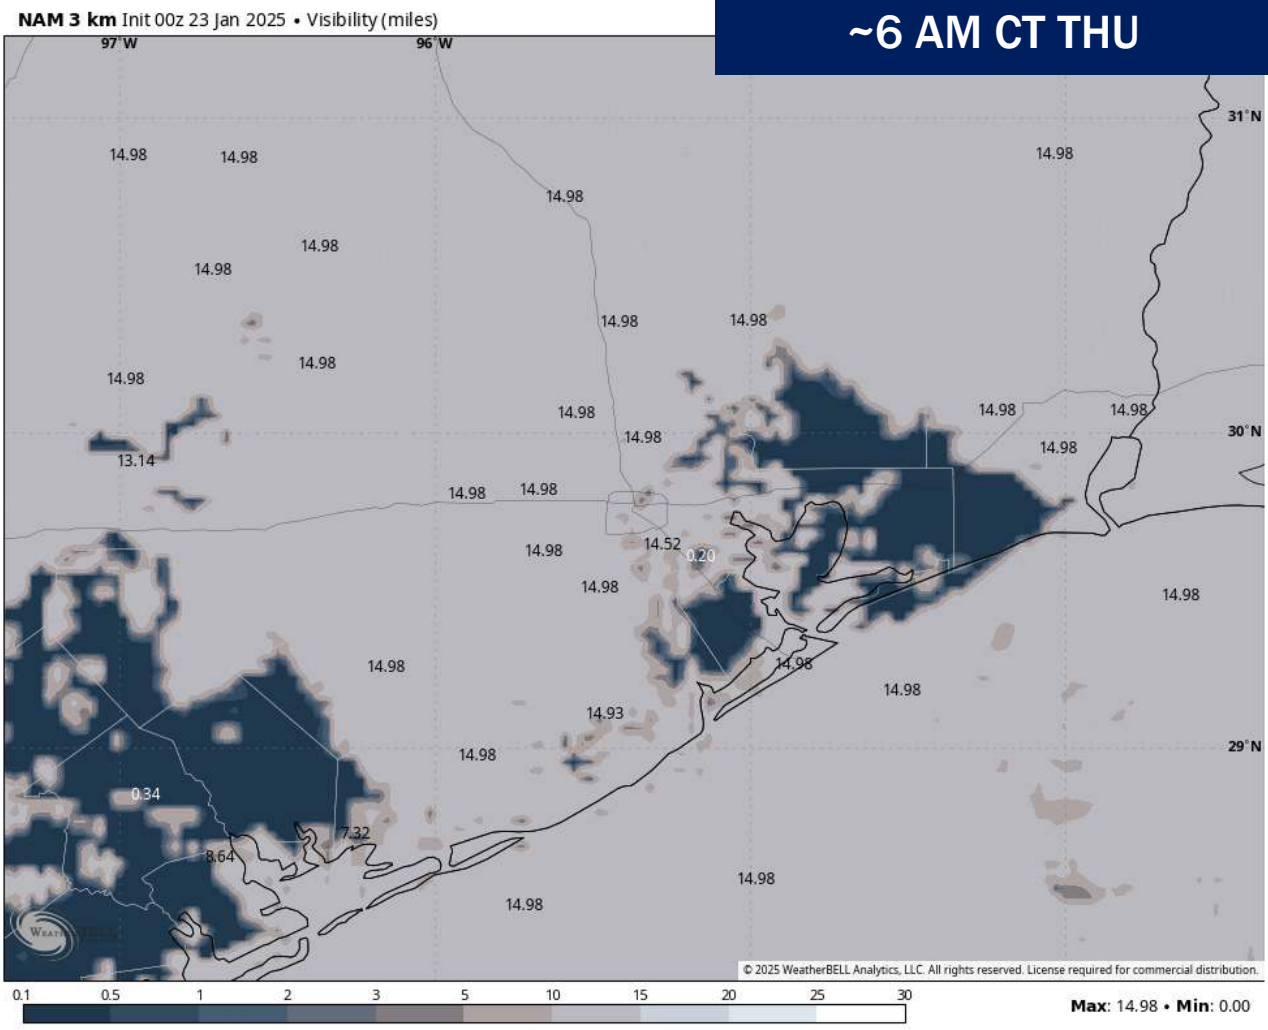 NAM 3 km Init 00z 23 Jan 2025 • Visibility (miles)
~6 AM CT THU
97°W 96°W
31°N
14.98 14.98 14.98
14.98
14.98
14.98
14.98 14.98
14.98
14.98
14.98 14.98 14.98
30°N
14.98
14.98
13.14
14.98 14.98
14.52
14.98 0.20
14.98
14.98
14.98 14.98
14.98
14.93
29°N
14.98
0.34
7.32
8.64
14.98
14.98
© 2025 WeatherBELL Analytics, LLC. All rights reserved. License required for commercial distribution.
0.1 0.5 1 2 3 5 10 15 20 25 30
Max: 14.98 • Min: 0.00